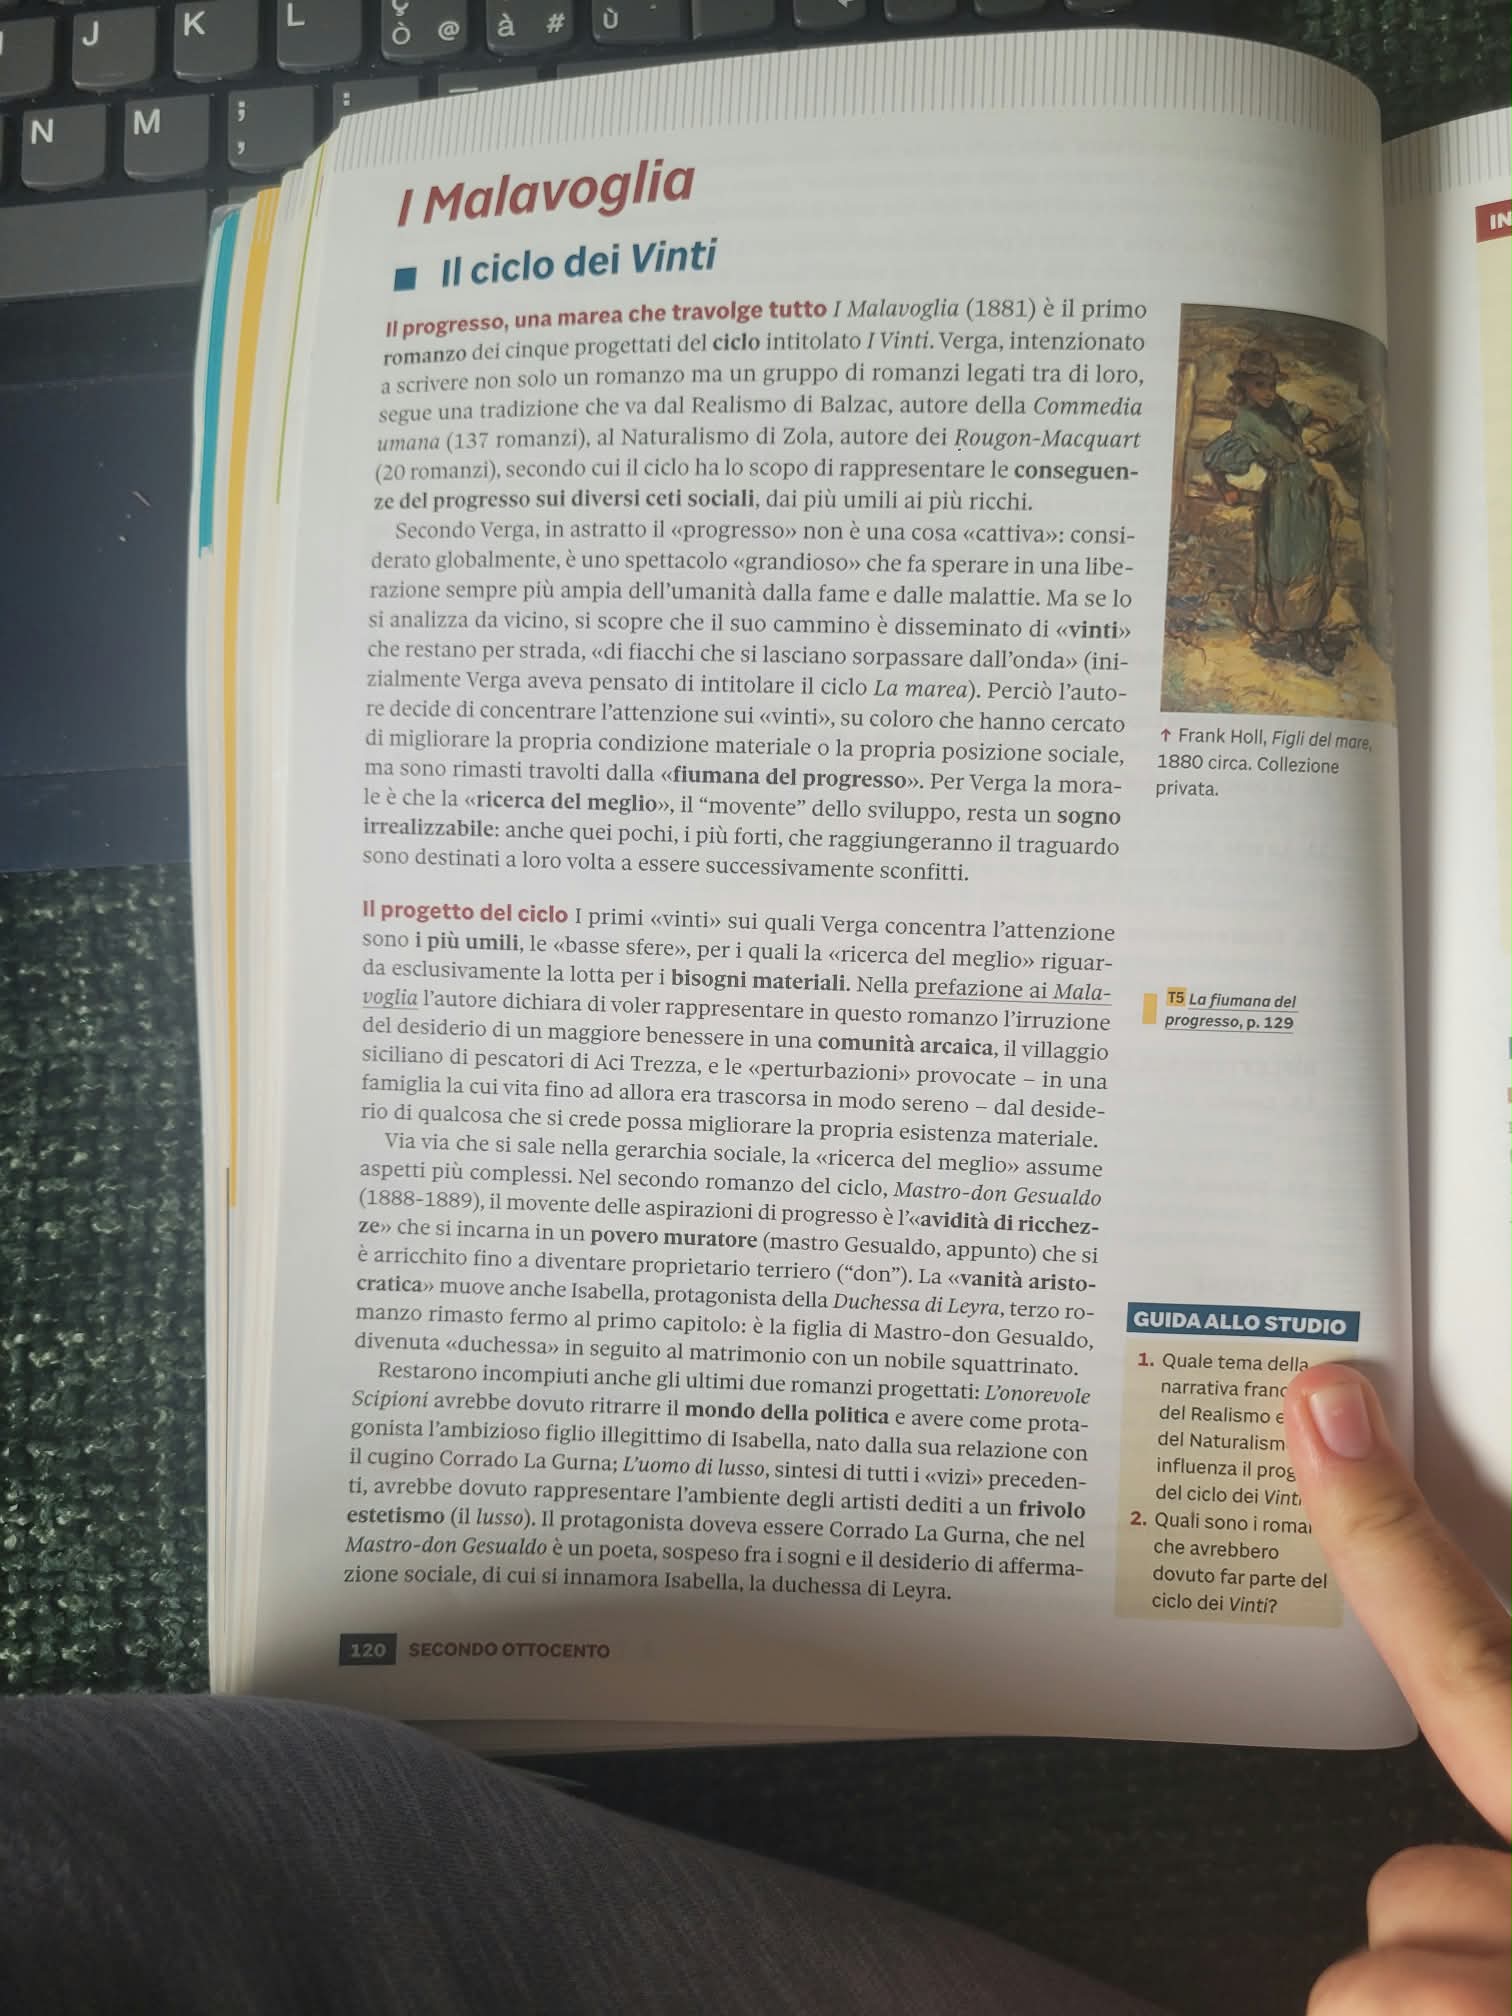 J
K
L
ç
ò
@
à
#
ù
N
M
;
,
:
I Malavoglia
Il ciclo dei Vinti
Il progresso, una marea che travolge tutto I Malavoglia (1881) è il primo
romanzo dei cinque progettati del ciclo intitolato I Vinti. Verga, intenzionato
a scrivere non solo un romanzo ma un gruppo di romanzi legati tra di loro,
segue una tradizione che va dal Realismo di Balzac, autore della Commedia
umana (137 romanzi), al Naturalismo di Zola, autore dei Rougon-Macquart
(20 romanzi), secondo cui il ciclo ha lo scopo di rappresentare le conseguen-
ze del progresso sui diversi ceti sociali, dai più umili ai più ricchi.
Secondo Verga, in astratto il «progresso» non è una cosa «cattiva»: consi-
derato globalmente, è uno spettacolo «grandioso» che fa sperare in una libe-
razione sempre più ampia dell'umanità dalla fame e dalle malattie. Ma se lo
si analizza da vicino, si scopre che il suo cammino è disseminato di «vinti»
che restano per strada, «di fiacchi che si lasciano sorpassare dall'onda» (ini-
zialmente Verga aveva pensato di intitolare il ciclo La marea). Perciò l'auto-
re decide di concentrare l'attenzione sui «vinti», su coloro che hanno cercato
di migliorare la propria condizione materiale o la propria posizione sociale,
ma sono rimasti travolti dalla «fiumana del progresso». Per Verga la mora-
le è che la «ricerca del meglio», il “movente” dello sviluppo, resta un sogno
irrealizzabile: anche quei pochi, i più forti, che raggiungeranno il traguardo
sono destinati a loro volta a essere successivamente sconfitti.
Il progetto del ciclo I primi «vinti» sui quali Verga concentra l'attenzione
sono i più umili, le «basse sfere», per i quali la «ricerca del meglio» riguar-
da esclusivamente la lotta per i bisogni materiali. Nella prefazione ai Mala-
voglia l'autore dichiara di voler rappresentare in questo romanzo l'irruzione
del desiderio di un maggiore benessere in una comunità arcaica, il villaggio
siciliano di pescatori di Aci Trezza, e le «perturbazioni» provocate – in una
famiglia la cui vita fino ad allora era trascorsa in modo sereno – dal deside-
rio di qualcosa che si crede possa migliorare la propria esistenza materiale.
Via via che si sale nella gerarchia sociale, la «ricerca del meglio» assume
aspetti più complessi. Nel secondo romanzo del ciclo, Mastro-don Gesualdo
(1888-1889), il movente delle aspirazioni di progresso è l'«avidità di ricchez-
ze» che si incarna in un povero muratore (mastro Gesualdo, appunto) che si
è arricchito fino a diventare proprietario terriero (“don”). La «vanità aristo-
cratica» muove anche Isabella, protagonista della Duchessa di Leyra, terzo ro-
manzo rimasto fermo al primo capitolo: è la figlia di Mastro-don Gesualdo,
divenuta «duchessa» in seguito al matrimonio con un nobile squattrinato.
Restarono incompiuti anche gli ultimi due romanzi progettati: L'onorevole
Scipioni avrebbe dovuto ritrarre il mondo della politica e avere come prota-
gonista l'ambizioso figlio illegittimo di Isabella, nato dalla sua relazione con
il cugino Corrado La Gurna; L'uomo di lusso, sintesi di tutti i «vizi» preceden-
ti, avrebbe dovuto rappresentare l'ambiente degli artisti dediti a un frivolo
estetismo (il lusso). Il protagonista doveva essere Corrado La Gurna, che nel
Mastro-don Gesualdo è un poeta, sospeso fra i sogni e il desiderio di afferma-
zione sociale, di cui si innamora Isabella, la duchessa di Leyra.
↑ Frank Holl, Figli del mare,
1880 circa. Collezione
privata.
T5 La fiumana del
progresso, p. 129
GUIDA ALLO STUDIO
1. Quale tema della
narrativa franc
del Realismo e
del Naturalism
influenza il prog
del ciclo dei Vinti
2. Quali sono i roma
che avrebbero
dovuto far parte del
ciclo dei Vinti?
120 SECONDO OTTOCENTO
IN